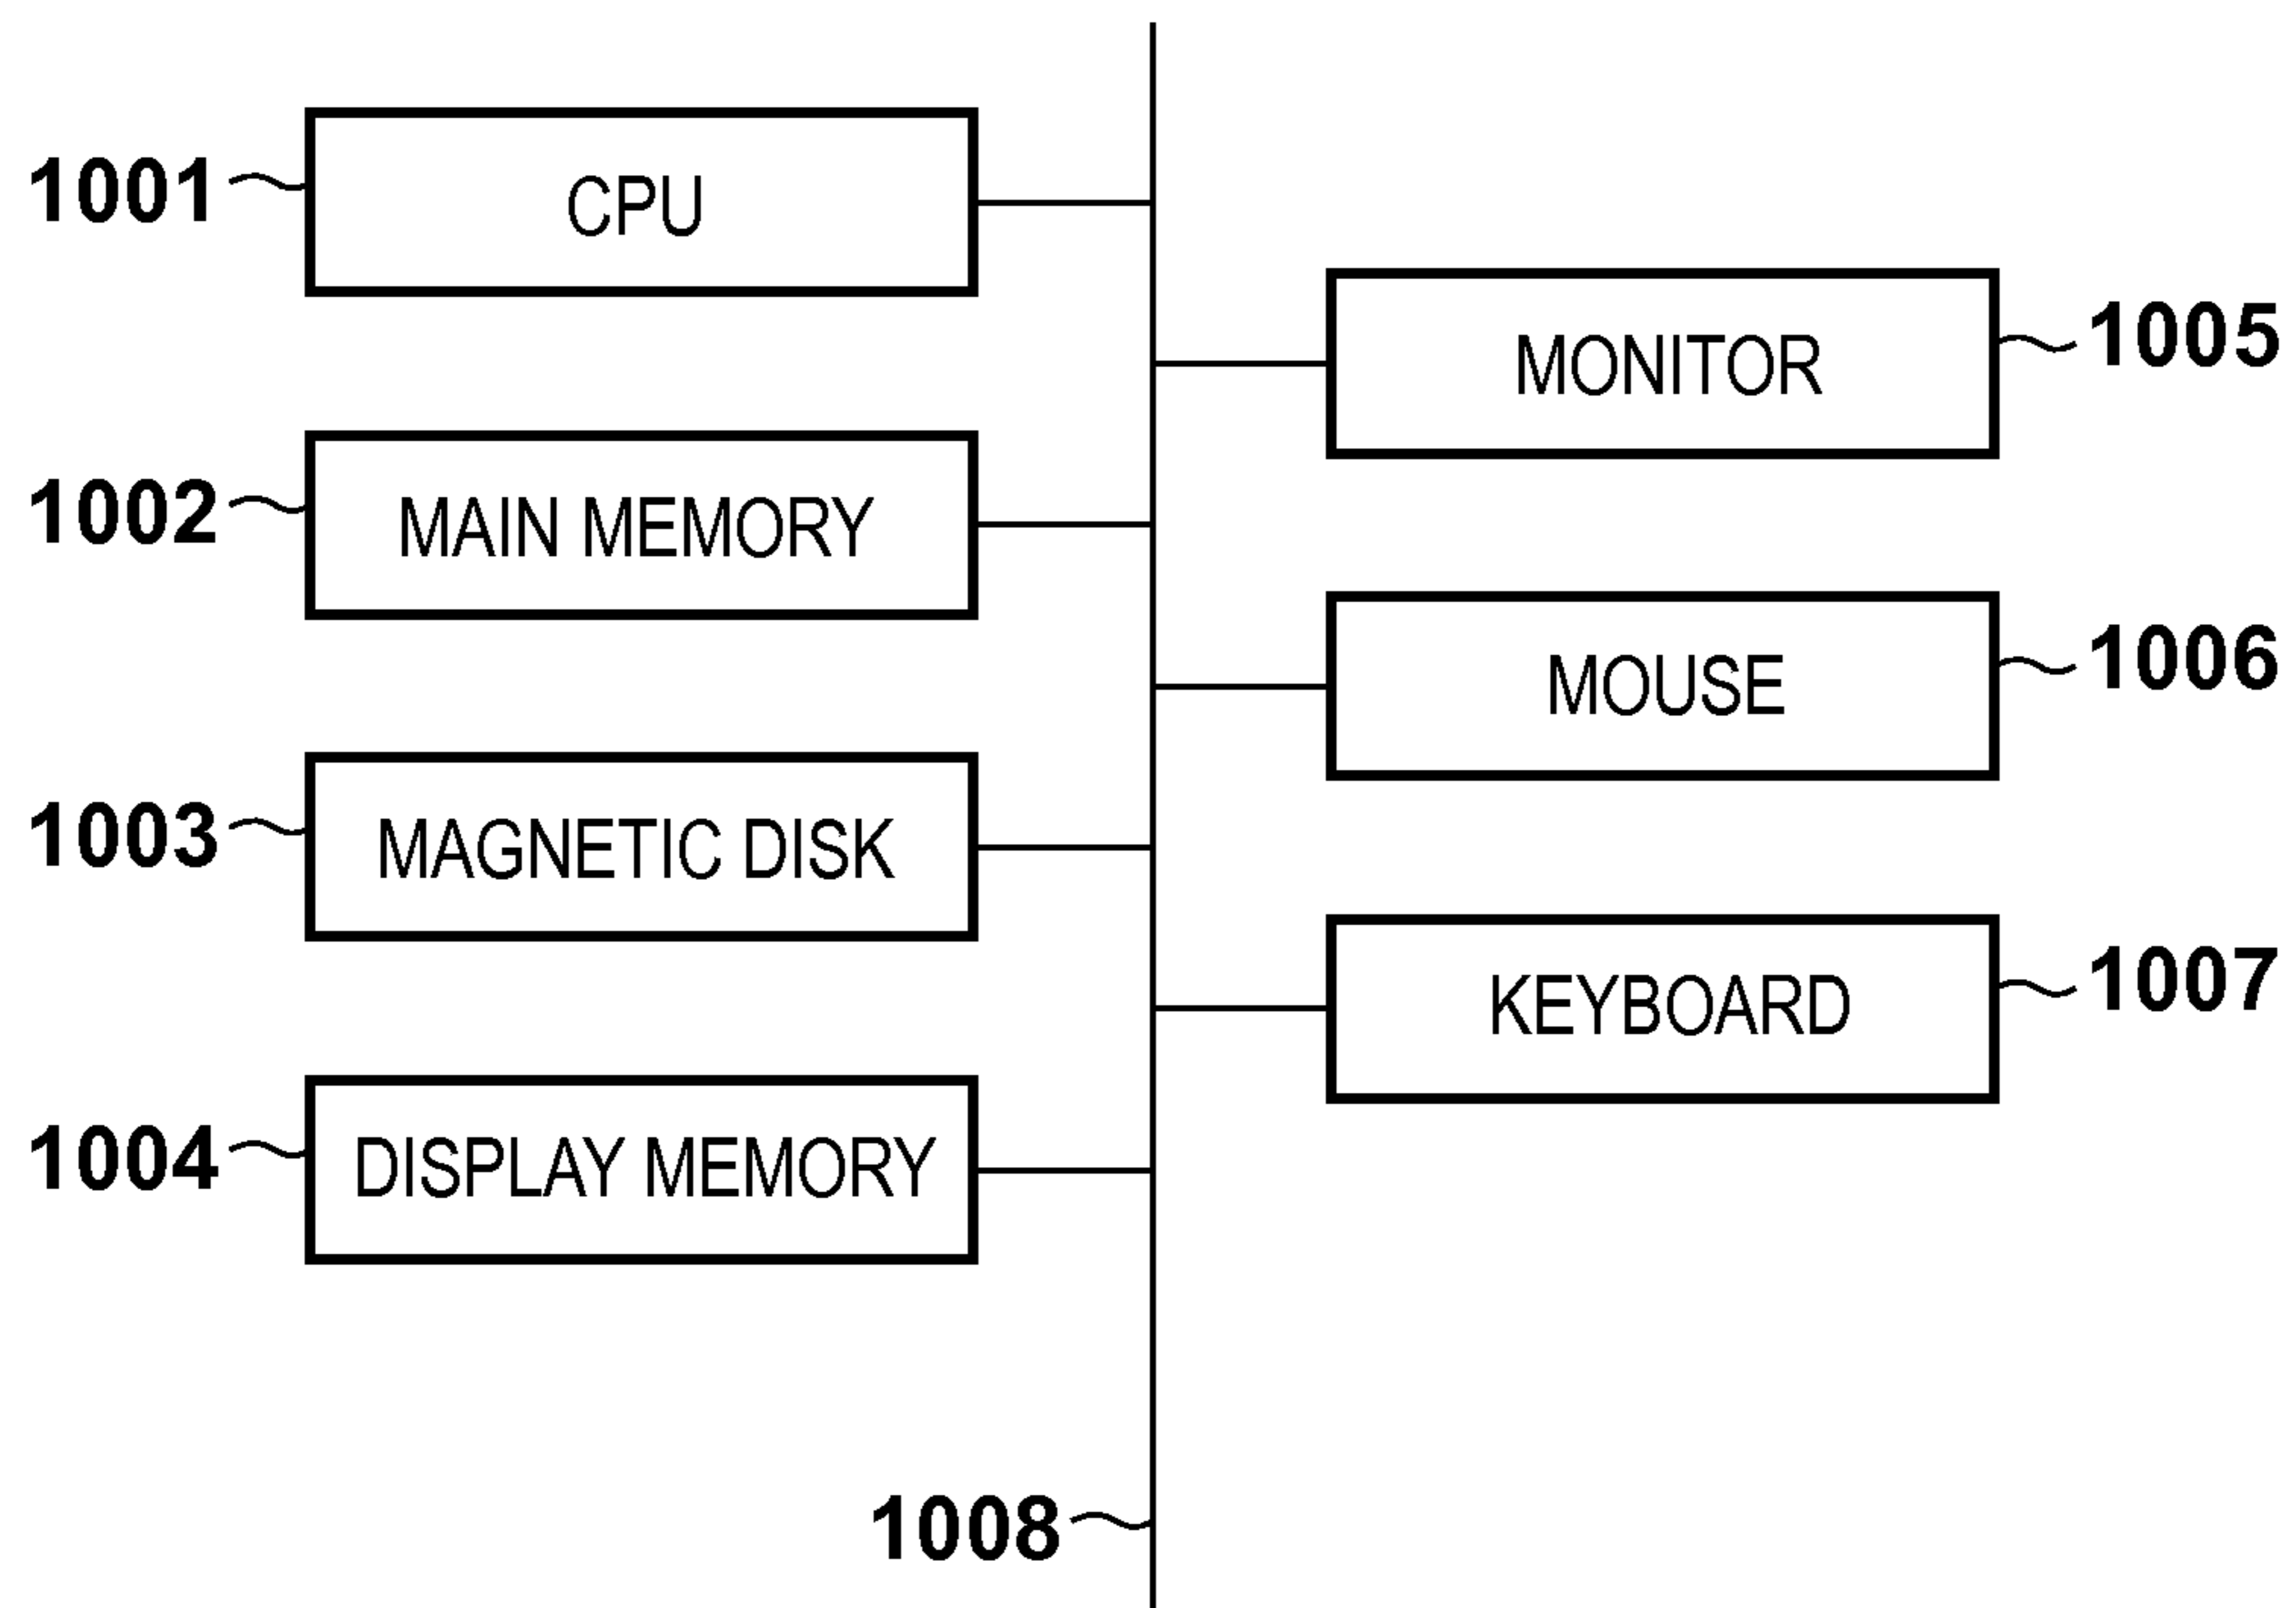 1001
CPU
MONITOR
1005
1002
MAIN MEMORY
MOUSE
1006
1003
MAGNETIC DISK
KEYBOARD
1007
1004
DISPLAY MEMORY
1008